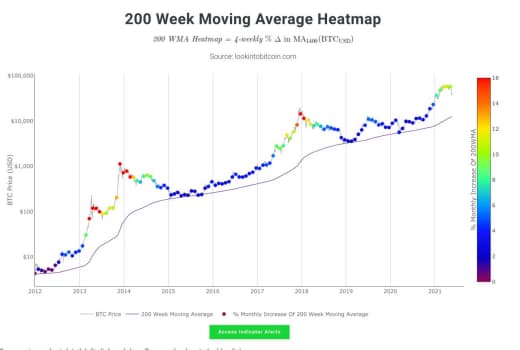 200 Week Moving Average Heatmap
200 WMA Heatmap = 4-weekly % Δ in MA1400(BTCUSD)
Source: lookintobitcoin.com
$100,000
$10,000
$1,000
$100
$10
BTC Price (USD)
2012
2013
2014
2015
2016
2017
2018
2019
2020
2021
16
14
12
10
8
6
4
2
0
% Monthly Increase Of 200WMA
BTC Price
200 Week Moving Average
% Monthly Increase Of 200 Week Moving Average
Access Indicator Alerts